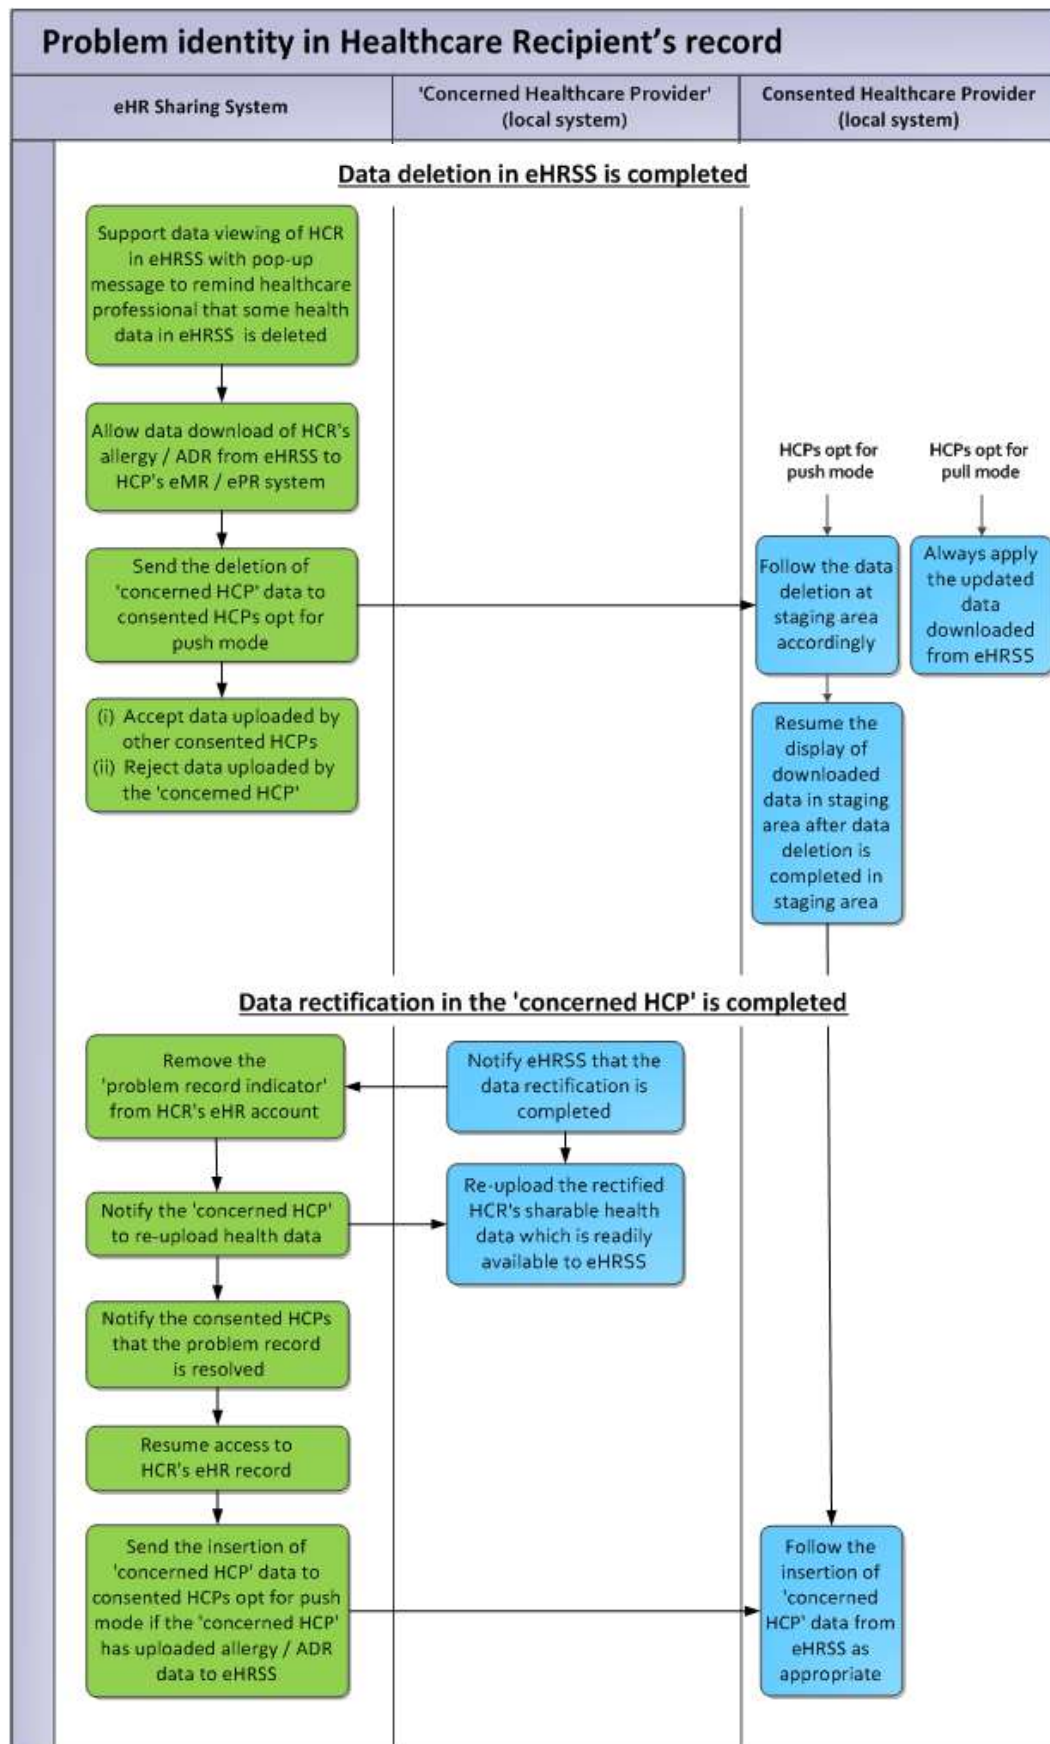 Problem identity in Healthcare Recipient's record
eHR Sharing System
'Concerned Healthcare Provider'
(local system)
Consented Healthcare Provider
(local system)
Data deletion in eHRSS is completed
Support data viewing of HCR
in eHRSS with pop-up
message to remind healthcare
professional that some health
data in eHRSS is deleted
Allow data download of HCR's
allergy / ADR from eHRSS to
HCP's eMR / ePR system
HCPs opt for
push mode
HCPs opt for
pull mode
Send the deletion of
'concerned HCP' data to
consented HCPs opt for
push mode
Follow the data
deletion at
staging area
accordingly
Always apply
the updated
data
downloaded
from eHRSS
(i) Accept data uploaded by
other consented HCPs
(ii) Reject data uploaded by
the 'concerned HCP'
Resume the
display of
downloaded
data in staging
area after data
deletion is
completed in
staging area
Data rectification in the 'concerned HCP' is completed
Remove the
'problem record indicator'
from HCR's eHR account
Notify eHRSS that the
data rectification is
completed
Notify the 'concerned HCP'
to re-upload health data
Re-upload the rectified
HCR's sharable health
data which is readily
available to eHRSS
Notify the consented HCPs
that the problem record
is resolved
Resume access to
HCR's eHR record
Send the insertion of
'concerned HCP' data to
consented HCPs opt for push
mode if the 'concerned HCP'
has uploaded allergy / ADR
data to eHRSS
Follow the
insertion of
'concerned
HCP' data from
eHRSS as
appropriate